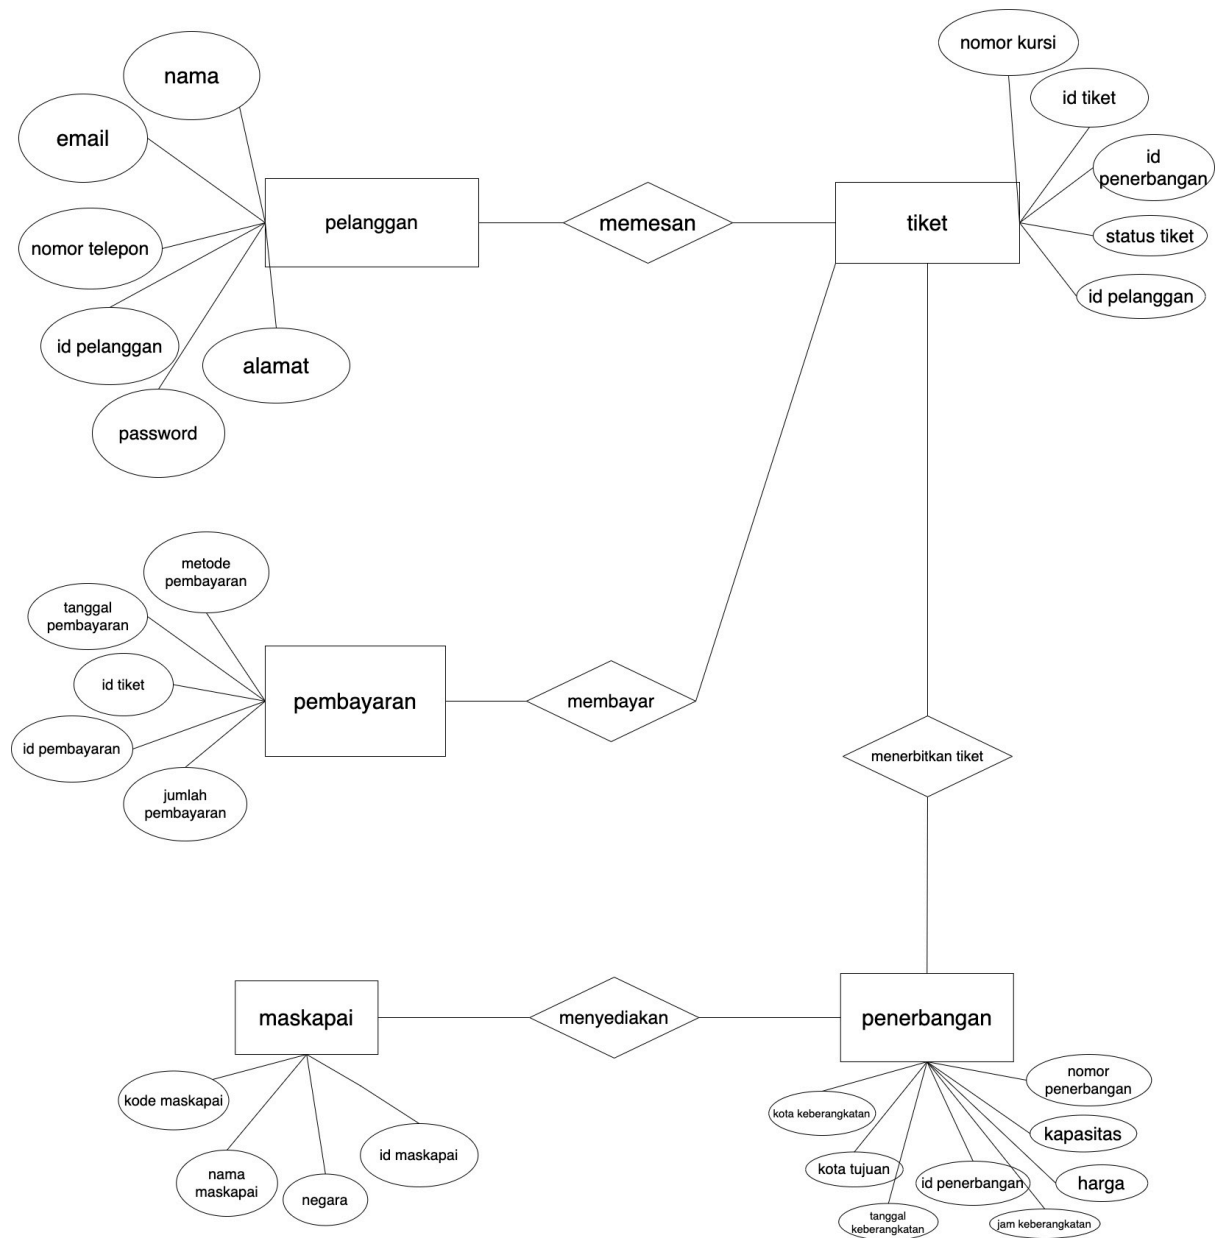 nama
email
nomor telepon
id pelanggan
password
alamat
pelanggan
memesan
tiket
nomor kursi
id tiket
id
penerbangan
status tiket
id pelanggan
metode
pembayaran
tanggal
pembayaran
id tiket
id pembayaran
jumlah
pembayaran
pembayaran
membayar
menerbitkan tiket
maskapai
menyediakan
penerbangan
kode maskapai
nama
maskapai
negara
id maskapai
kota keberangkatan
kota tujuan
tanggal
keberangkatan
id penerbangan
jam keberangkatan
harga
kapasitas
nomor
penerbangan